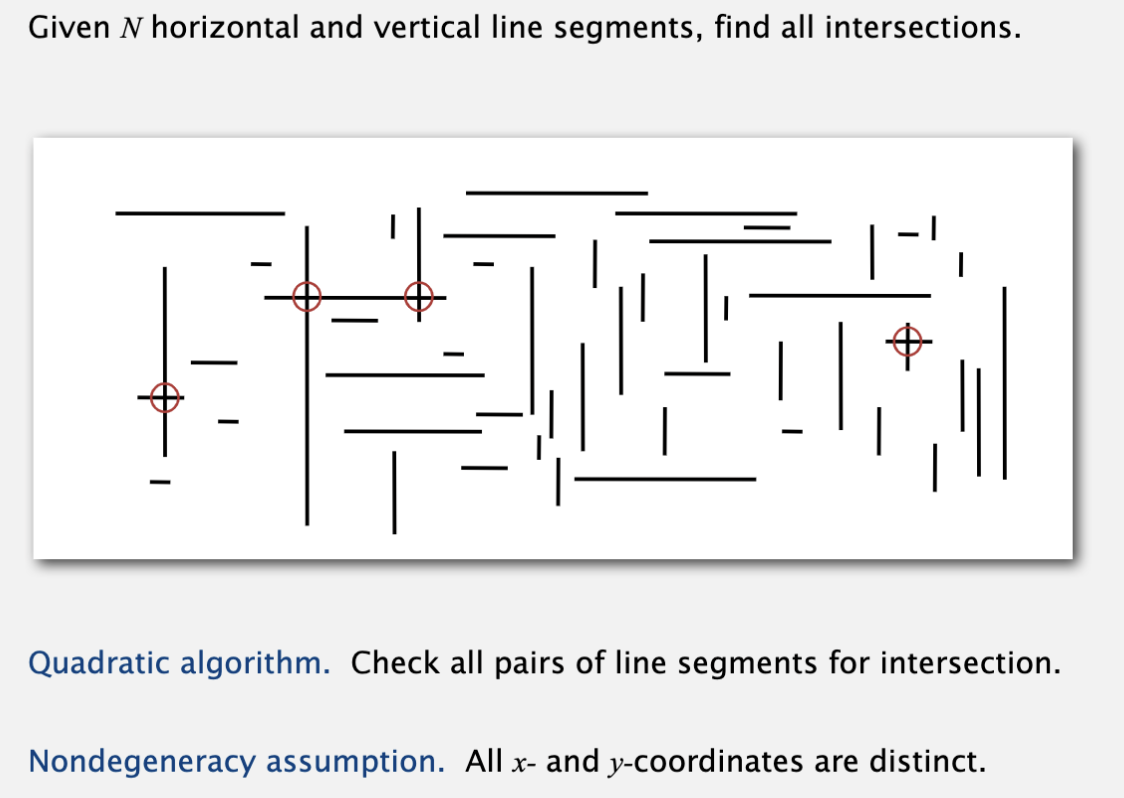 Given N horizontal and vertical line segments, find all intersections.
Quadratic algorithm. Check all pairs of line segments for intersection.
Nondegeneracy assumption. All x- and y-coordinates are distinct.